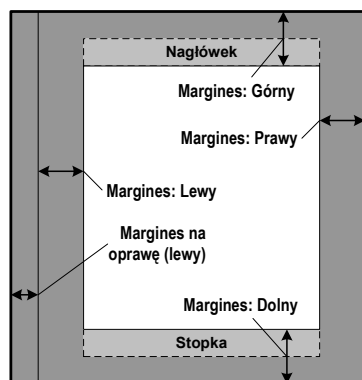 Nagłówek
Margines: Górny
Margines: Prawy
Margines: Lewy
Margines na
oprawę (lewy)
Margines: Dolny
Stopka